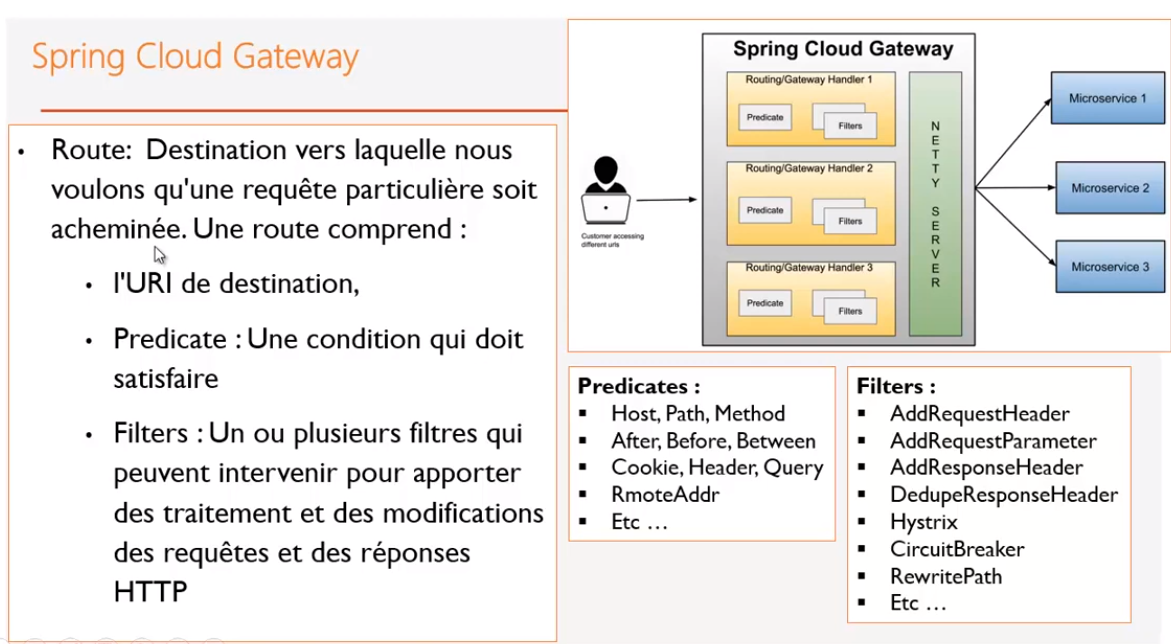 Spring Cloud Gateway
• Route: Destination vers laquelle nous
voulons qu'une requête particulière soit
acheminée. Une route comprend :
• l'URI de destination,
• Predicate : Une condition qui doit
satisfaire
• Filters : Un ou plusieurs filtres qui
peuvent intervenir pour apporter
des traitement et des modifications
des requêtes et des réponses
HTTP
Customer accessing
different urls
Spring Cloud Gateway
Routing/Gateway Handler 1
Predicate
Filters
Routing/Gateway Handler 2
Predicate
Filters
Routing/Gateway Handler 3
Predicate
Filters
NETTY SERVER
Microservice 1
Microservice 2
Microservice 3
Predicates :
▪ Host, Path, Method
▪ After, Before, Between
▪ Cookie, Header, Query
▪ RmoteAddr
▪ Etc …
Filters :
▪ AddRequestHeader
▪ AddRequestParameter
▪ AddResponseHeader
▪ DedupeResponseHeader
▪ Hystrix
▪ CircuitBreaker
▪ RewritePath
▪ Etc …